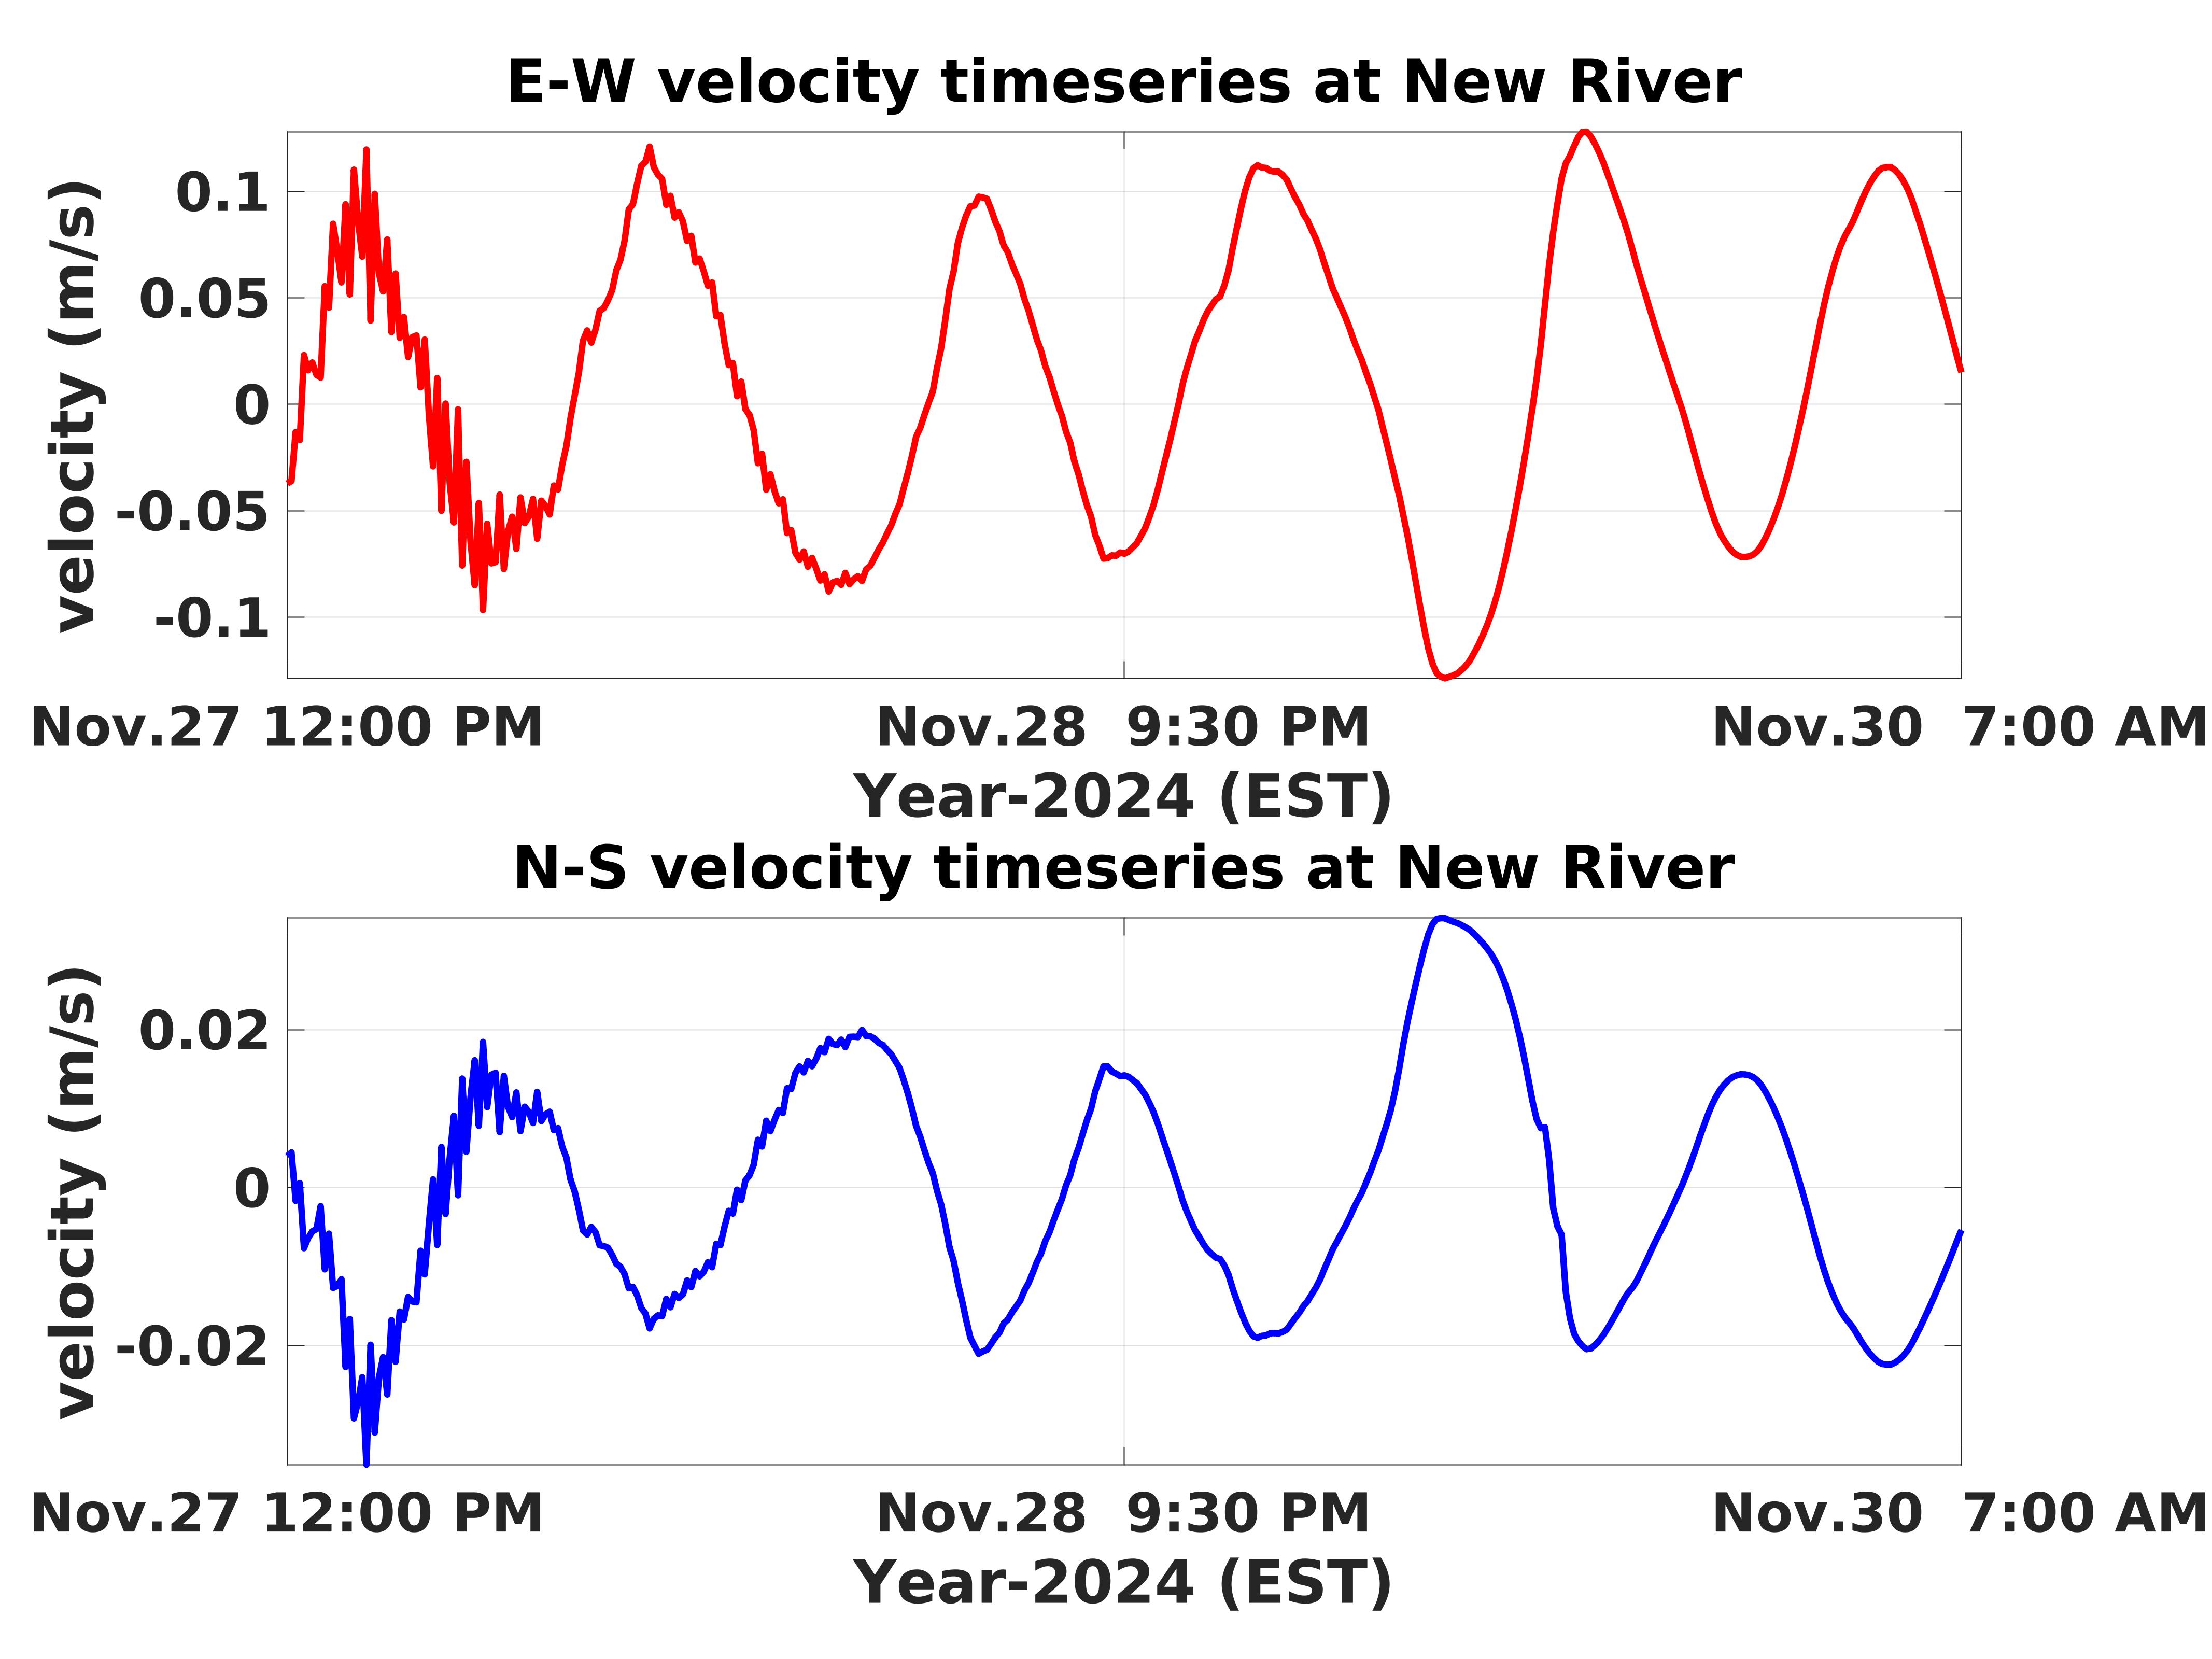 E-W velocity timeseries at New River
velocity (m/s)
0.1
0.05
0
-0.05
-0.1
Nov.27 12:00 PM Nov.28 9:30 PM Nov.30 7:00 AM
Year-2024 (EST)
N-S velocity timeseries at New River
velocity (m/s)
0.02
0
-0.02
Nov.27 12:00 PM Nov.28 9:30 PM Nov.30 7:00 AM
Year-2024 (EST)